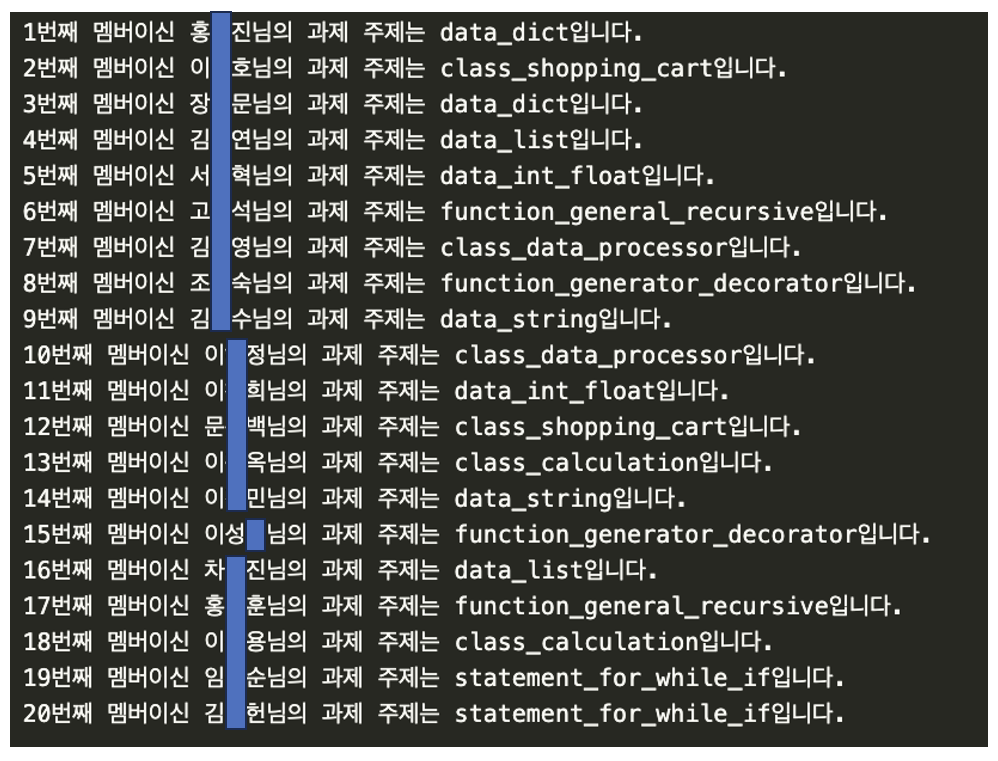 1번째 멤버이신 홍 진님의 과제 주제는 data_dict입니다.
2번째 멤버이신 이 호님의 과제 주제는 class_shopping_cart입니다.
3번째 멤버이신 장 문님의 과제 주제는 data_dict입니다.
4번째 멤버이신 김 연님의 과제 주제는 data_list입니다.
5번째 멤버이신 서 혁님의 과제 주제는 data_int_float입니다.
6번째 멤버이신 고 석님의 과제 주제는 function_general_recursive입니다.
7번째 멤버이신 김 영님의 과제 주제는 class_data_processor입니다.
8번째 멤버이신 조 숙님의 과제 주제는 function_generator_decorator입니다.
9번째 멤버이신 김 수님의 과제 주제는 data_string입니다.
10번째 멤버이신 이 정님의 과제 주제는 class_data_processor입니다.
11번째 멤버이신 이 희님의 과제 주제는 data_int_float입니다.
12번째 멤버이신 문 백님의 과제 주제는 class_shopping_cart입니다.
13번째 멤버이신 이 옥님의 과제 주제는 class_calculation입니다.
14번째 멤버이신 이 민님의 과제 주제는 data_string입니다.
15번째 멤버이신 이성 님의 과제 주제는 function_generator_decorator입니다.
16번째 멤버이신 차 진님의 과제 주제는 data_list입니다.
17번째 멤버이신 홍 훈님의 과제 주제는 function_general_recursive입니다.
18번째 멤버이신 이 용님의 과제 주제는 class_calculation입니다.
19번째 멤버이신 임 순님의 과제 주제는 statement_for_while_if입니다.
20번째 멤버이신 김 헌님의 과제 주제는 statement_for_while_if입니다.